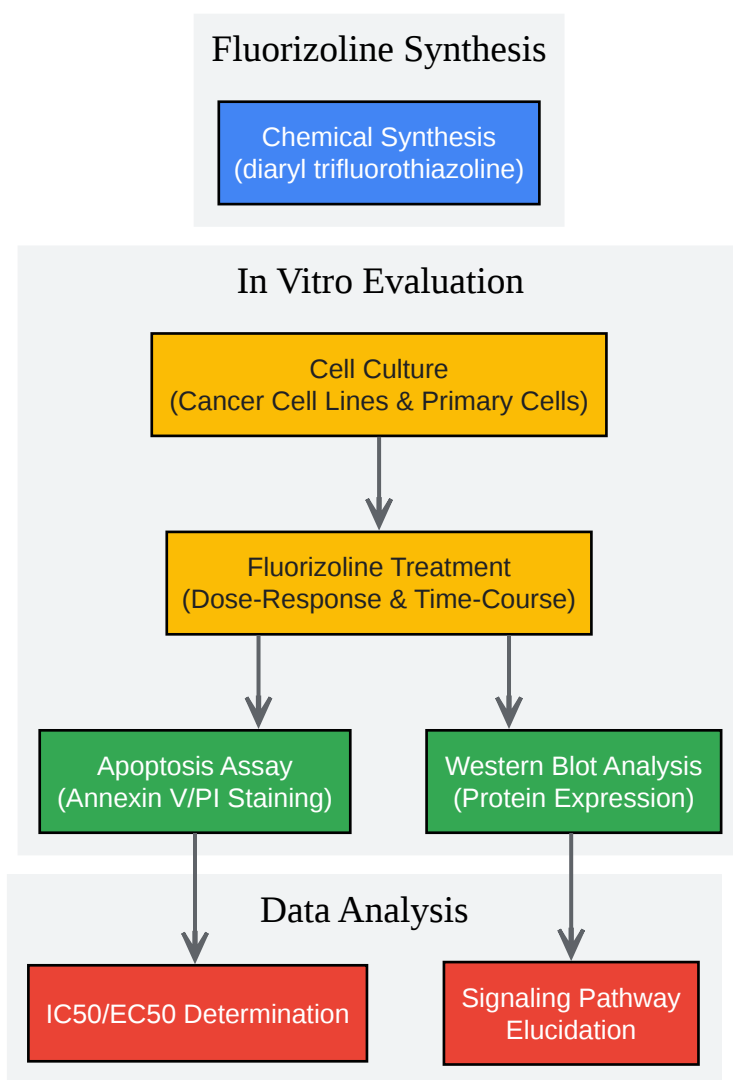 Fluorizoline Synthesis
Chemical Synthesis
(diaryl trifluorothiazoline)
In Vitro Evaluation
Cell Culture
(Cancer Cell Lines & Primary Cells)
Fluorizoline Treatment
(Dose-Response & Time-Course)
Apoptosis Assay
(Annexin V/PI Staining)
Western Blot Analysis
(Protein Expression)
Data Analysis
IC50/EC50 Determination
Signaling Pathway
Elucidation